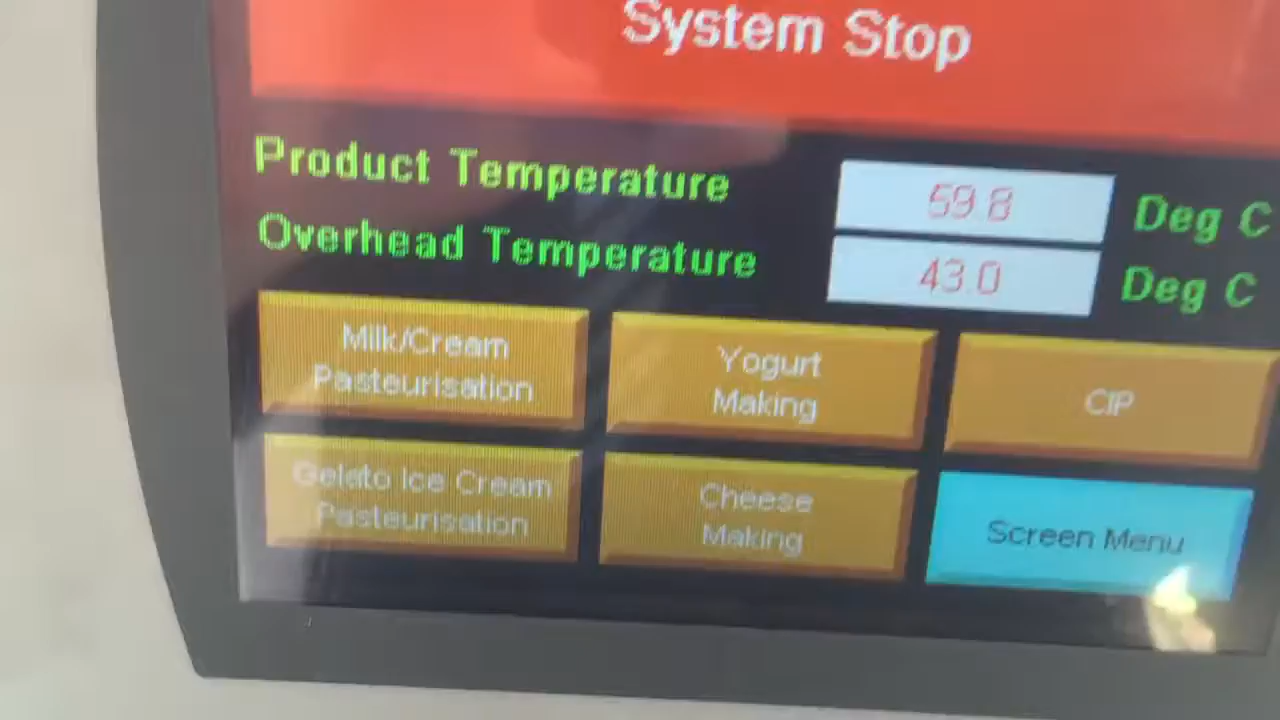 System Stop
Product Temperature 59.8 Deg C
Overhead Temperature 43.0 Deg C
Milk/Cream
Pasteurisation
Yogurt
Making
CIP
Gelato Ice Cream
Pasteurisation
Cheese
Making
Screen Menu